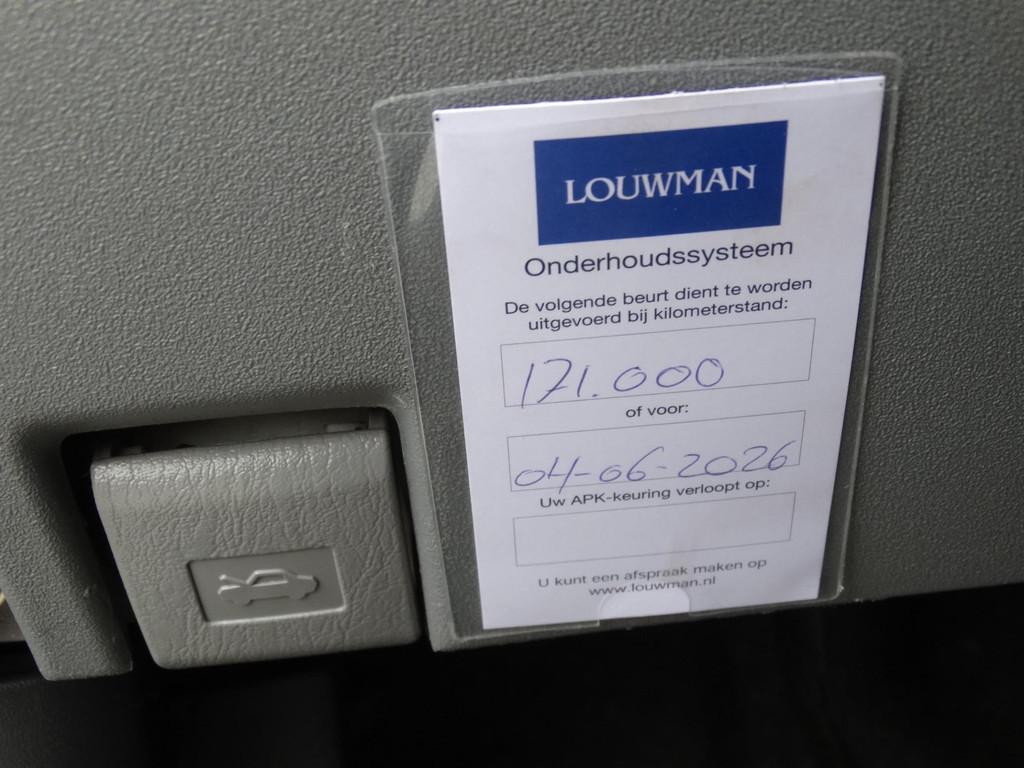 LOUWMAN
Onderhoudssysteem
De volgende beurt dient te worden
uitgevoerd bij kilometerstand:
171.000
of voor:
04-06-2026
Uw APK-keuring verloopt op:
U kunt een afspraak maken op
www.louwman.nl